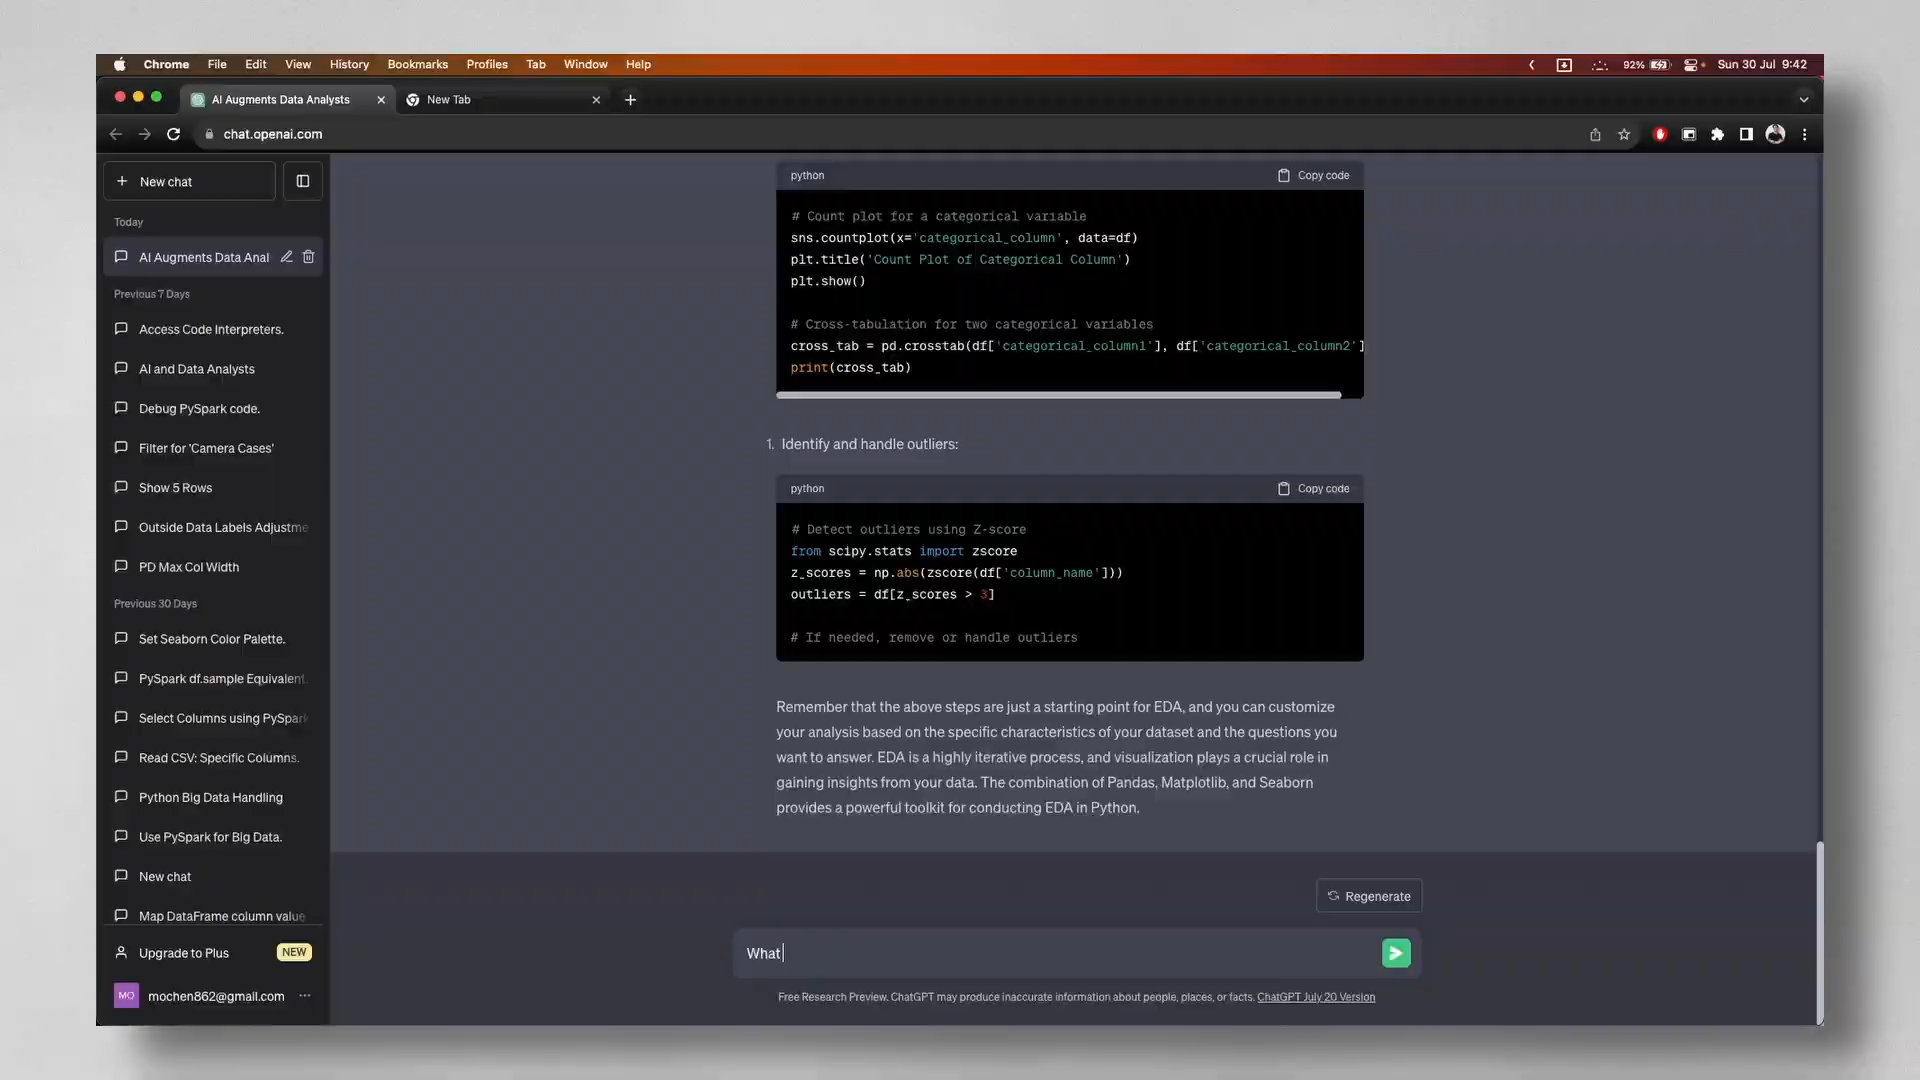 Chrome File Edit View History Bookmarks Profiles Tab Window Help 92% Sun 30 Jul 9:42
AI Augments Data Analysts New Tab
chat.openai.com
New chat
Today
AI Augments Data Anal
Previous 7 Days
Access Code Interpreters.
AI and Data Analysts
Debug PySpark code.
Filter for 'Camera Cases'
Show 5 Rows
Outside Data Labels Adjustme
PD Max Col Width
Previous 30 Days
Set Seaborn Color Palette.
PySpark df.sample Equivalent
Select Columns using PySpark
Read CSV: Specific Columns.
Python Big Data Handling
Use PySpark for Big Data.
New chat
Map DataFrame column value
Upgrade to Plus NEW
MO mochen862@gmail.com
python Copy code
# Count plot for a categorical variable
sns.countplot(x='categorical_column', data=df)
plt.title('Count Plot of Categorical Column')
plt.show()
# Cross-tabulation for two categorical variables
cross_tab = pd.crosstab(df['categorical_column1'], df['categorical_column2']
print(cross_tab)
1. Identify and handle outliers:
python Copy code
# Detect outliers using Z-score
from scipy.stats import zscore
z_scores = np.abs(zscore(df['column_name']))
outliers = df[z_scores > 3]
# If needed, remove or handle outliers
Remember that the above steps are just a starting point for EDA, and you can customize
your analysis based on the specific characteristics of your dataset and the questions you
want to answer. EDA is a highly iterative process, and visualization plays a crucial role in
gaining insights from your data. The combination of Pandas, Matplotlib, and Seaborn
provides a powerful toolkit for conducting EDA in Python.
Regenerate
What
Free Research Preview. ChatGPT may produce inaccurate information about people, places, or facts. ChatGPT July 20 Version